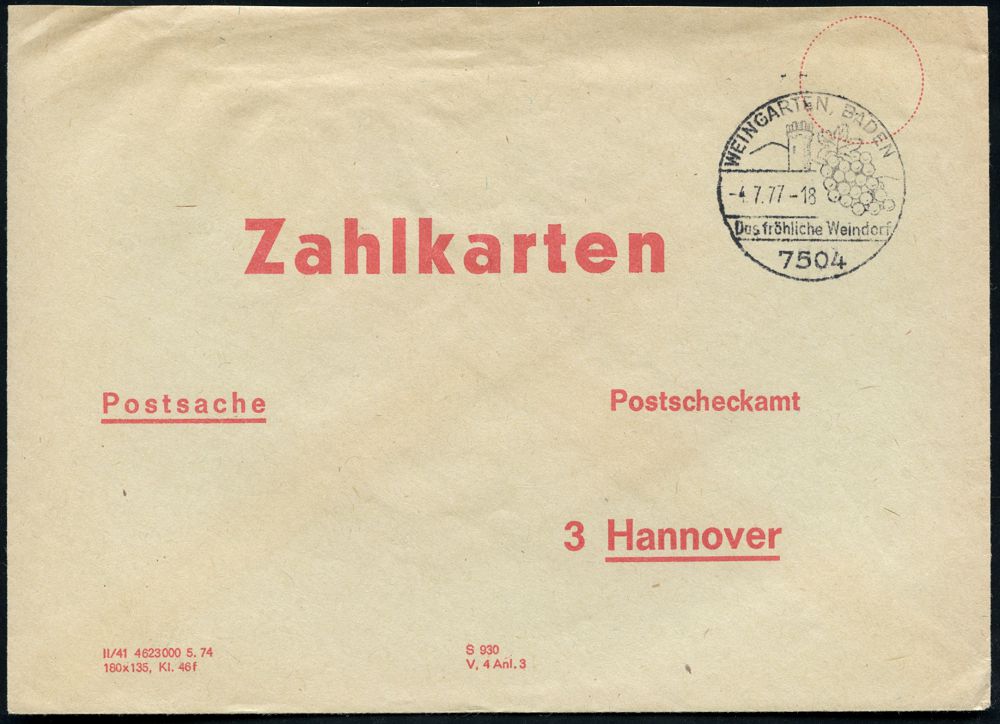 WEINGARTEN, BADEN
-4.7.77-18
Das fröhliche Weindorf
7504
Zahlkarten
Postsache
Postscheckamt
3 Hannover
II/41 4623000 5. 74
180x135, Kl. 46f
S 930
V, 4 Anl. 3